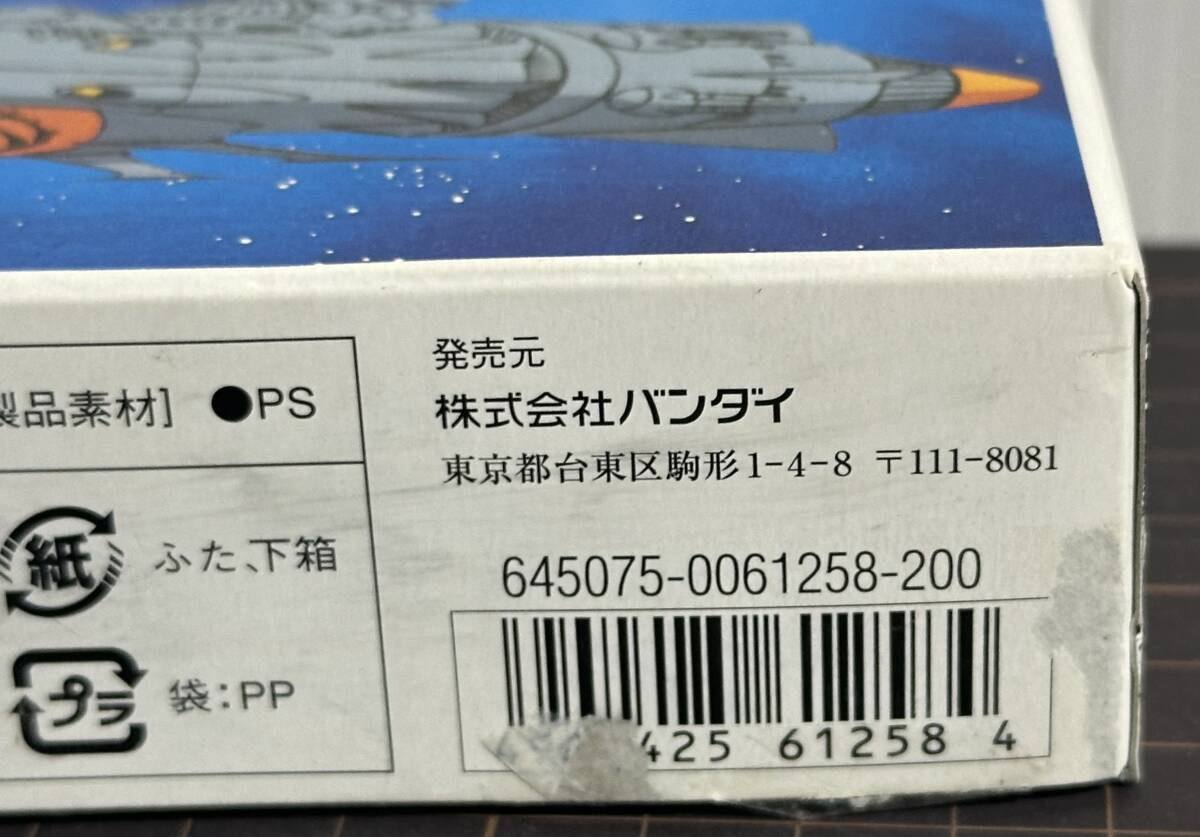 製品素材] ●PS
紙 ふた、下箱
プラ 袋：PP
発売元
株式会社バンダイ
東京都台東区駒形1-4-8 〒111-8081
645075-0061258-200
425 61258 4